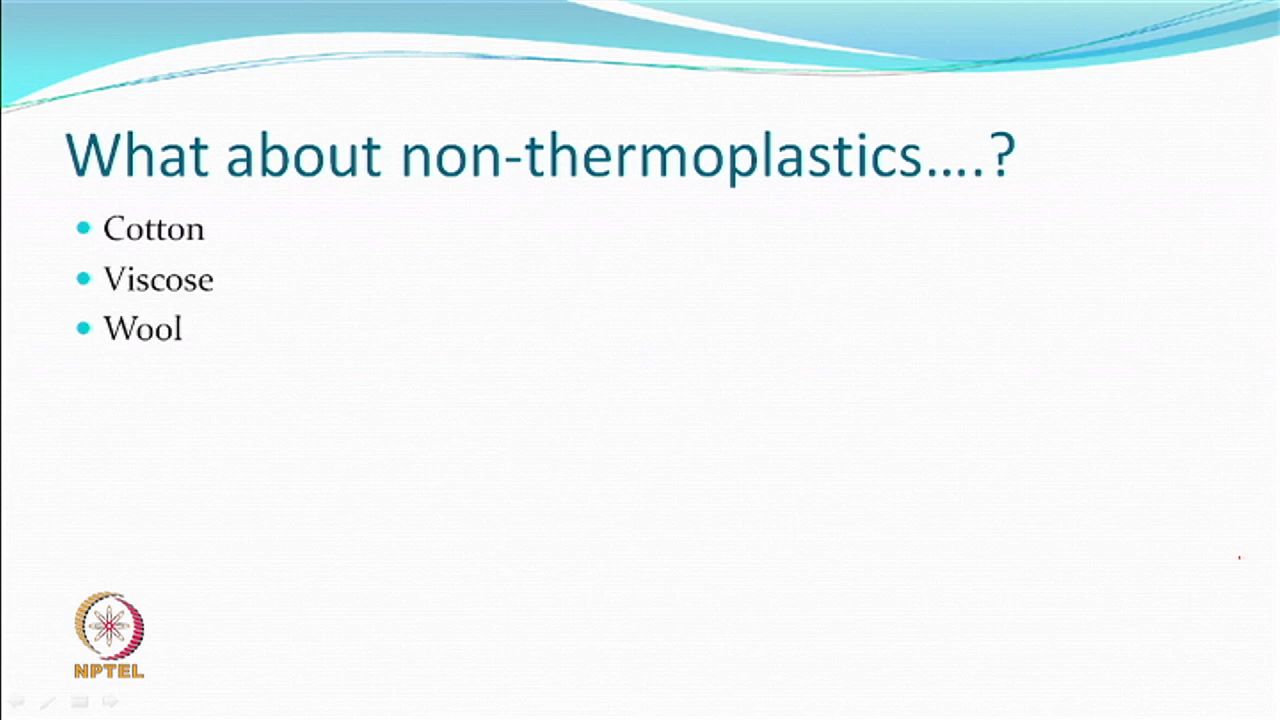 What about non-thermoplastics....?
Cotton
Viscose
Wool
NPTEL